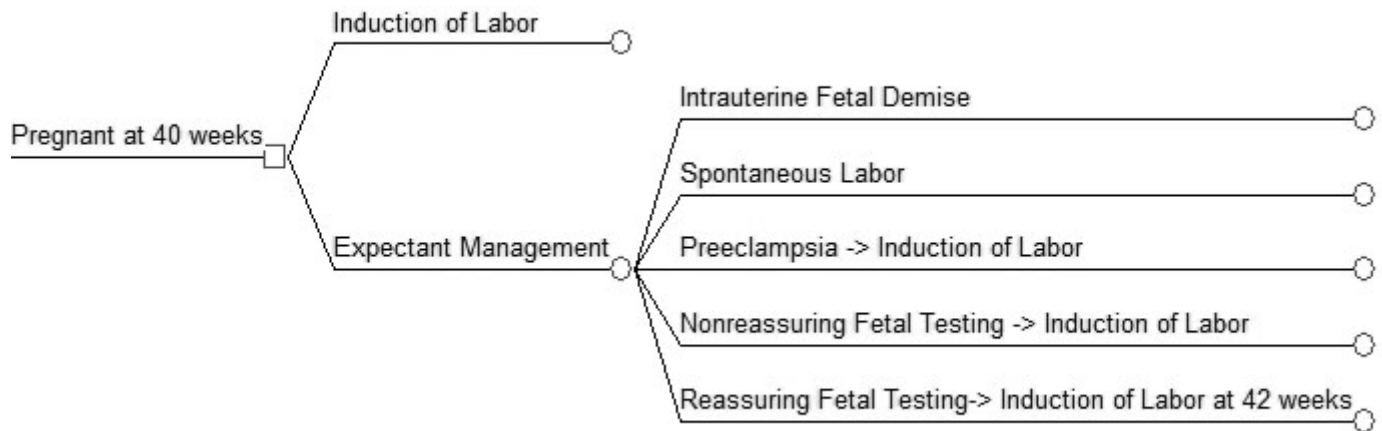 Induction of Labor
Intrauterine Fetal Demise
Pregnant at 40 weeks
Spontaneous Labor
Expectant Management
Preeclampsia -> Induction of Labor
Nonreassuring Fetal Testing -> Induction of Labor
Reassuring Fetal Testing-> Induction of Labor at 42 weeks